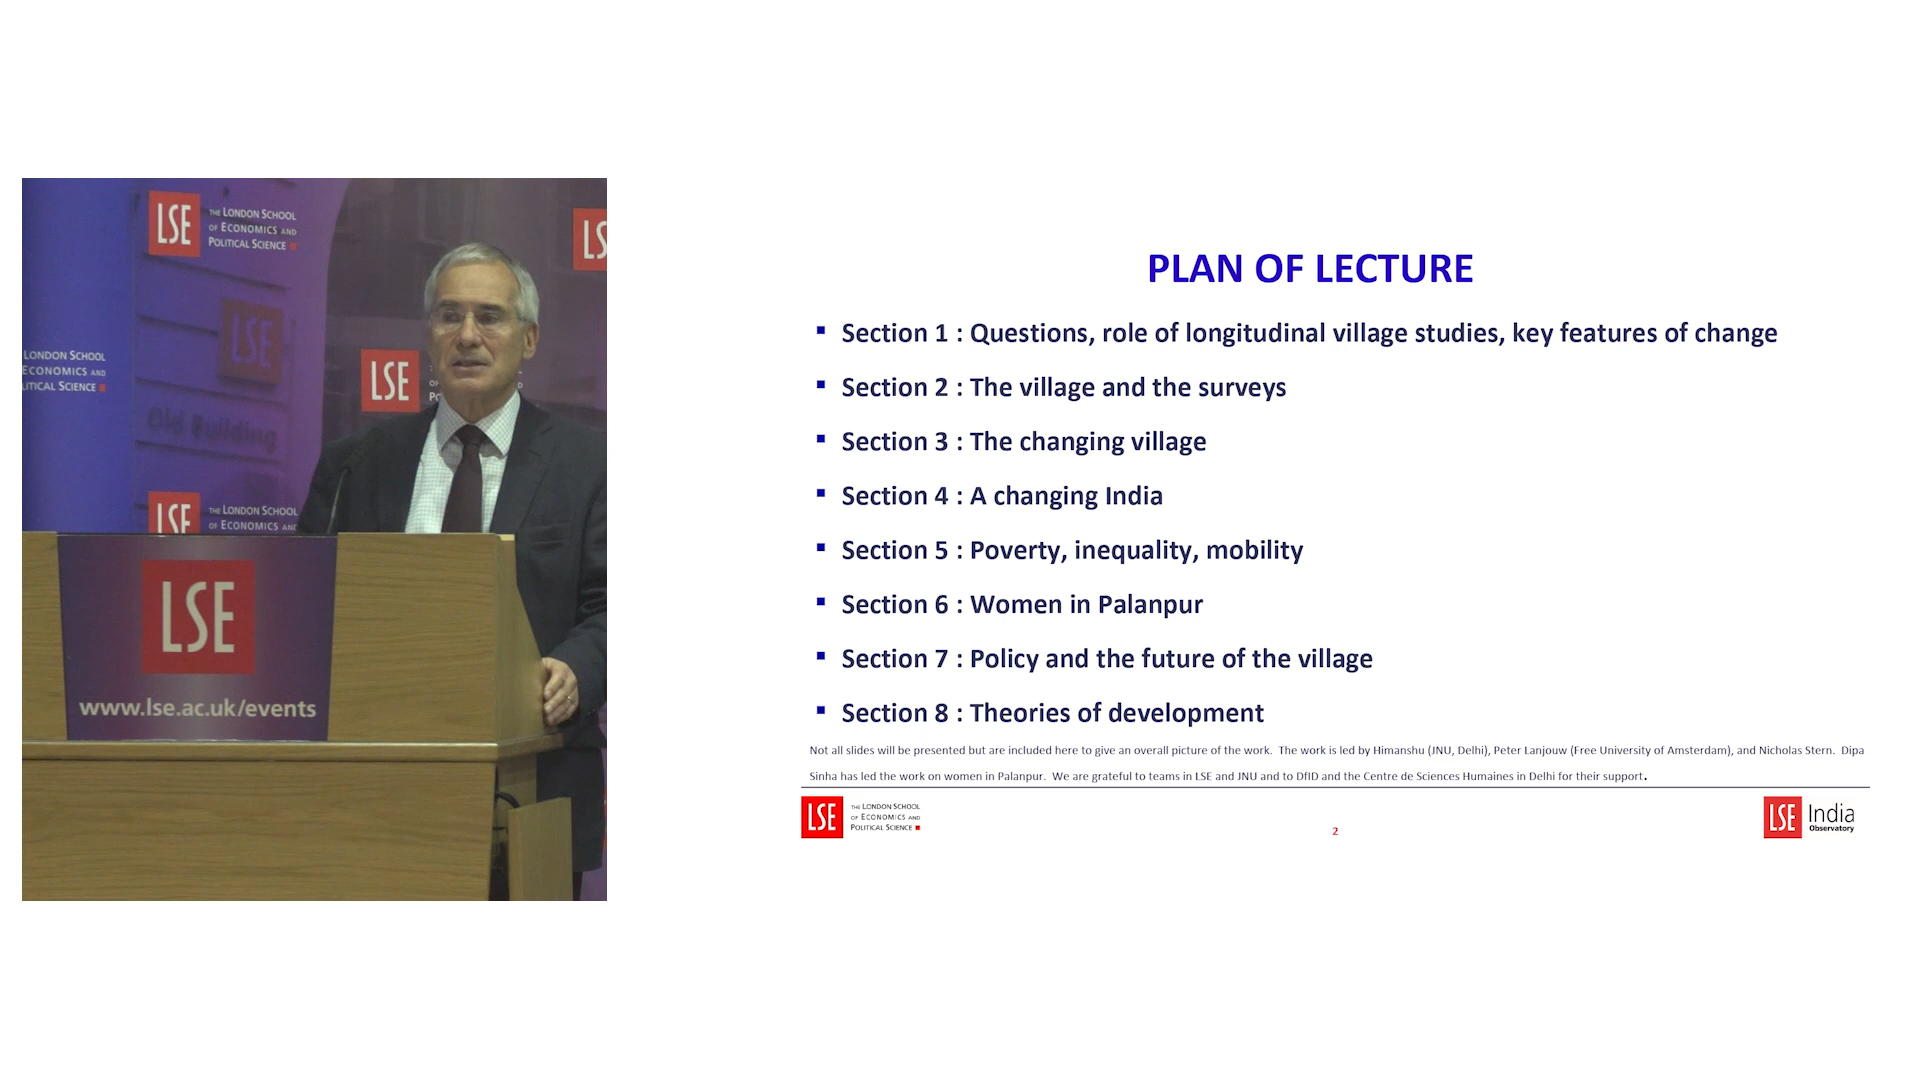 LSE
THE LONDON SCHOOL
OF ECONOMICS AND
POLITICAL SCIENCE
LSE
LONDON SCHOOL
ECONOMICS AND
POLITICAL SCIENCE
LSE
Old Building
LSE
THE LONDON SCHOOL
OF ECONOMICS AND
LSE
www.lse.ac.uk/events
PLAN OF LECTURE
▪ Section 1 : Questions, role of longitudinal village studies, key features of change
▪ Section 2 : The village and the surveys
▪ Section 3 : The changing village
▪ Section 4 : A changing India
▪ Section 5 : Poverty, inequality, mobility
▪ Section 6 : Women in Palanpur
▪ Section 7 : Policy and the future of the village
▪ Section 8 : Theories of development
Not all slides will be presented but are included here to give an overall picture of the work. The work is led by Himanshu (JNU, Delhi), Peter Lanjouw (Free University of Amsterdam), and Nicholas Stern. Dipa
Sinha has led the work on women in Palanpur. We are grateful to teams in LSE and JNU and to DfID and the Centre de Sciences Humaines in Delhi for their support.
LSE
THE LONDON SCHOOL
OF ECONOMICS AND
POLITICAL SCIENCE
2
LSE India
Observatory